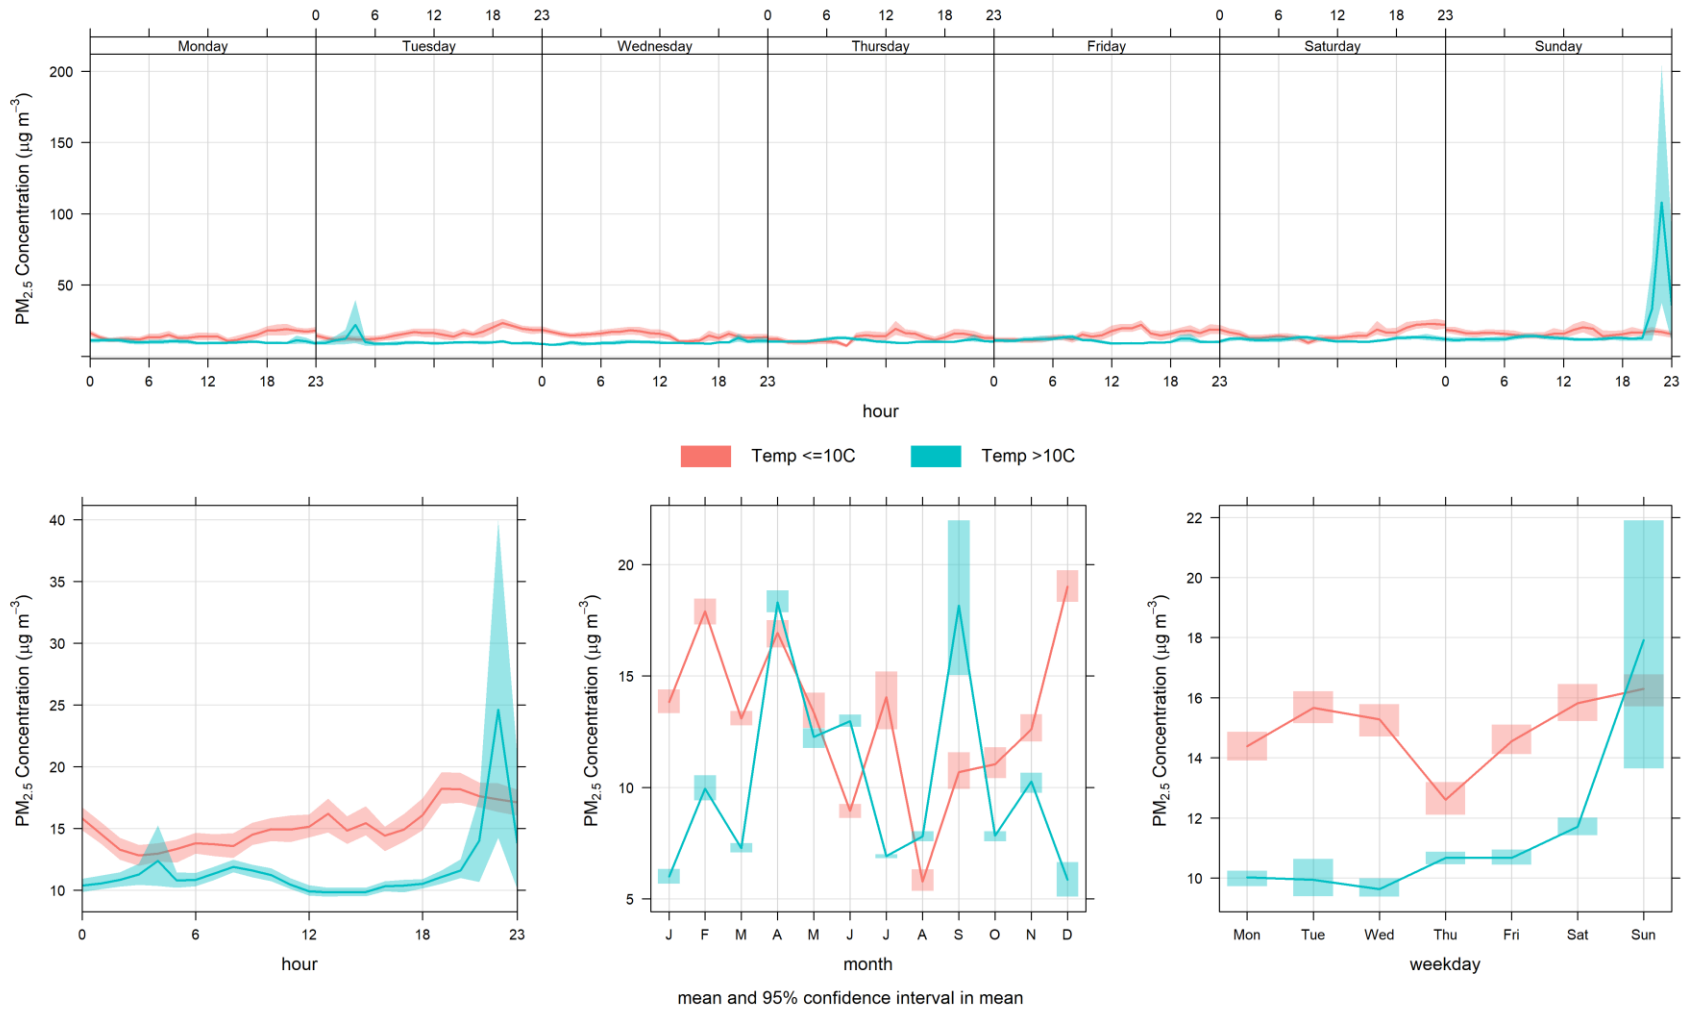 0 6 12 18 23 0 6 12 18 23 0 6 12 18 23
Monday Tuesday Wednesday Thursday Friday Saturday Sunday
200
150
100
50
PM2.5 Concentration (μg m−3)
0 6 12 18 23 0 6 12 18 23 0 6 12 18 23 0 6 12 18 23
hour
Temp <=10C Temp >10C
40
35
30
25
20
15
10
PM2.5 Concentration (μg m−3)
0 6 12 18 23
hour
20
15
10
5
PM2.5 Concentration (μg m−3)
J F M A M J J A S O N D
month
22
20
18
16
14
12
10
PM2.5 Concentration (μg m−3)
Mon Tue Wed Thu Fri Sat Sun
weekday
mean and 95% confidence interval in mean